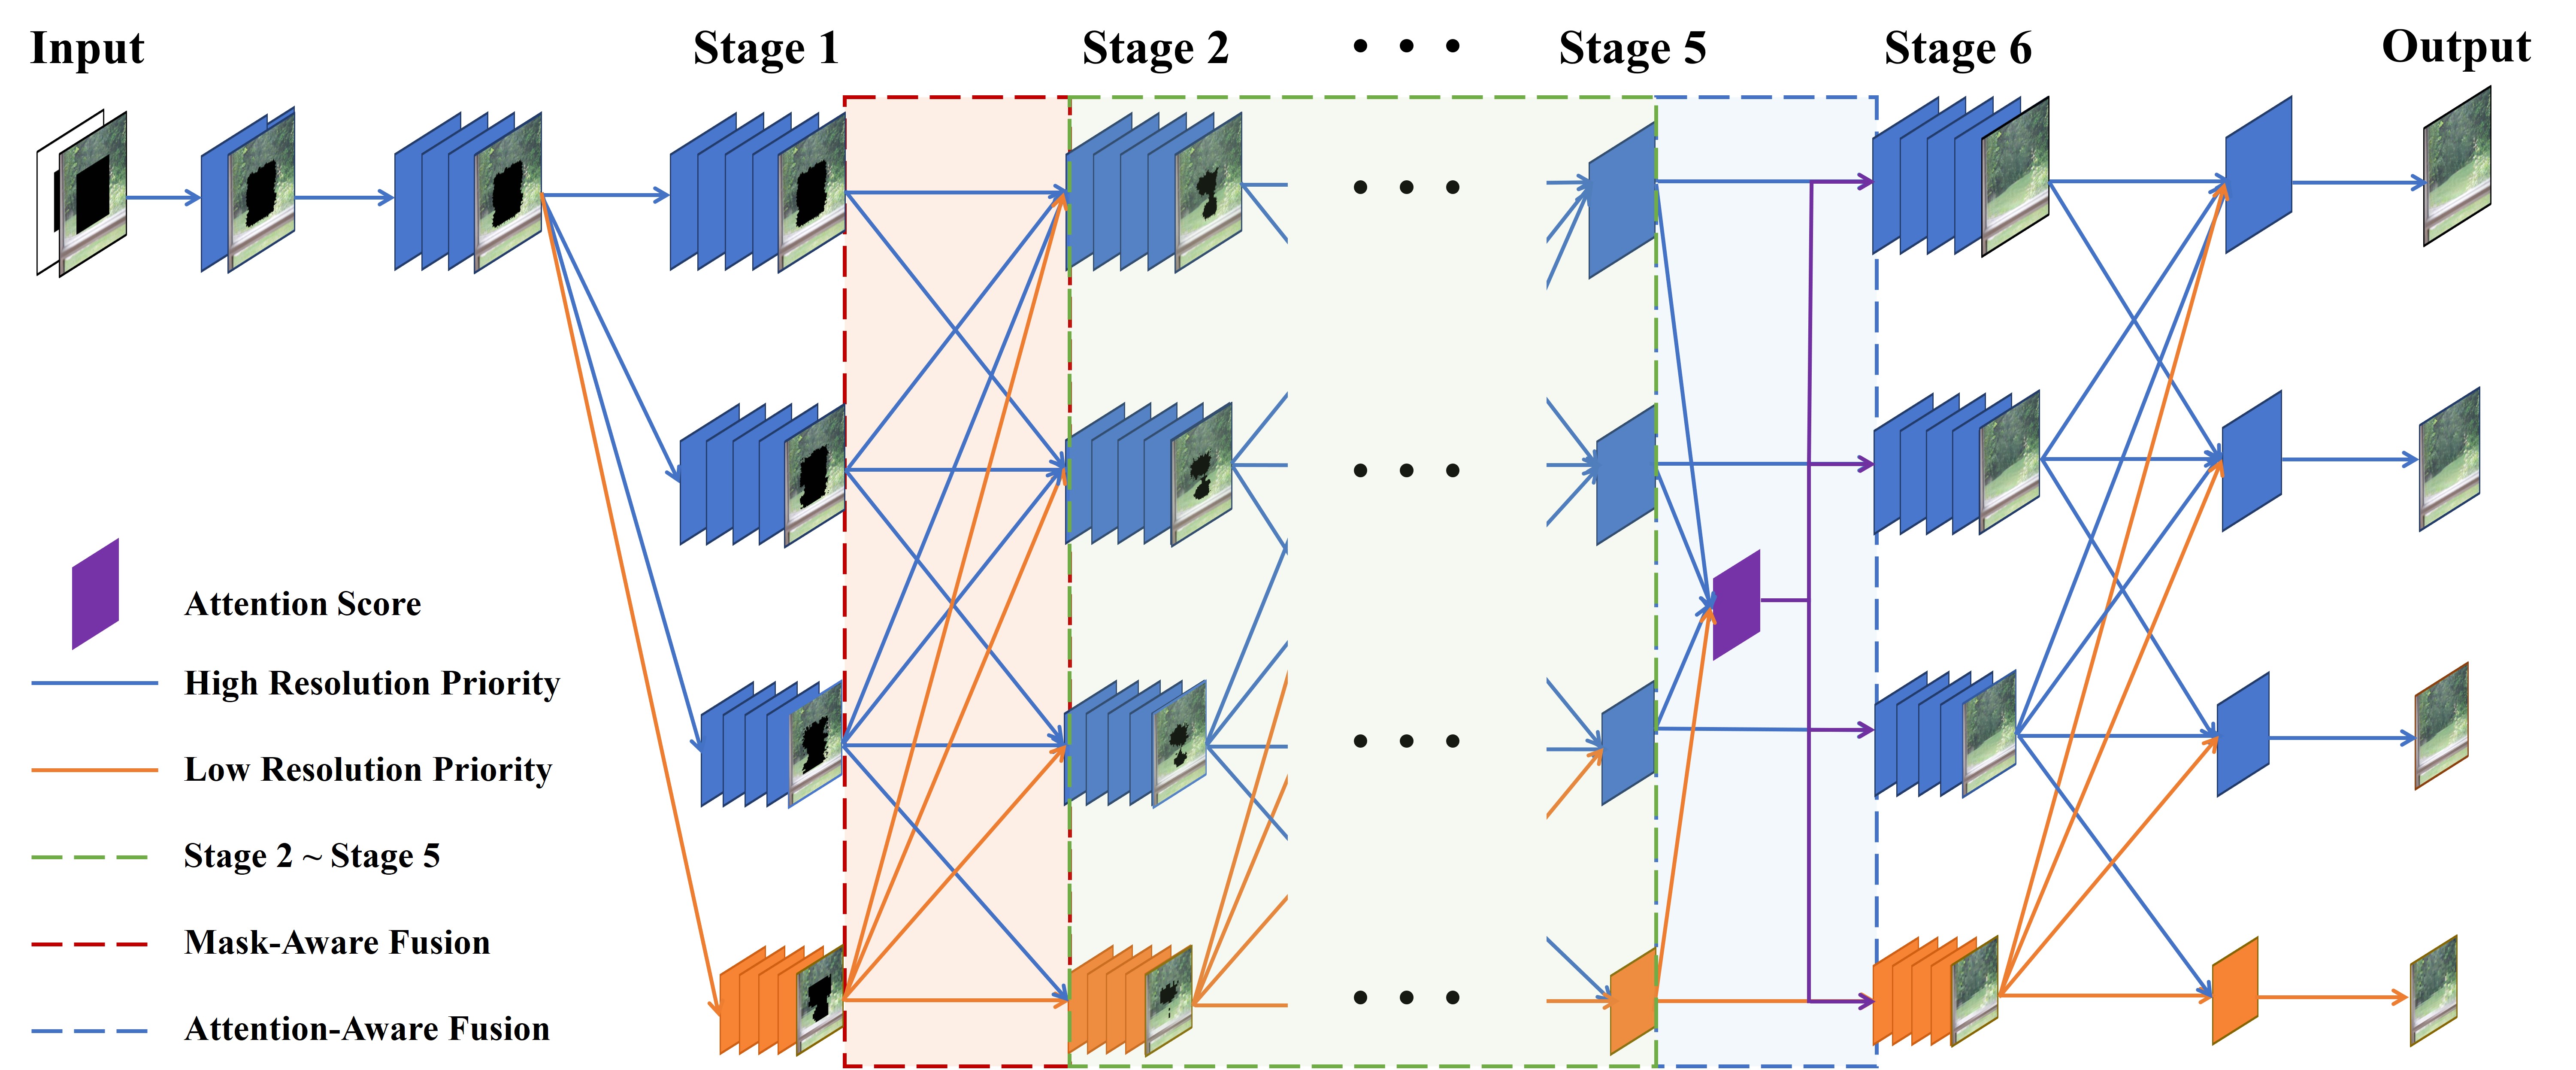 Input
Stage 1
Stage 2
• • •
Stage 5
Stage 6
Output
Attention Score
High Resolution Priority
Low Resolution Priority
Stage 2 ~ Stage 5
Mask-Aware Fusion
Attention-Aware Fusion